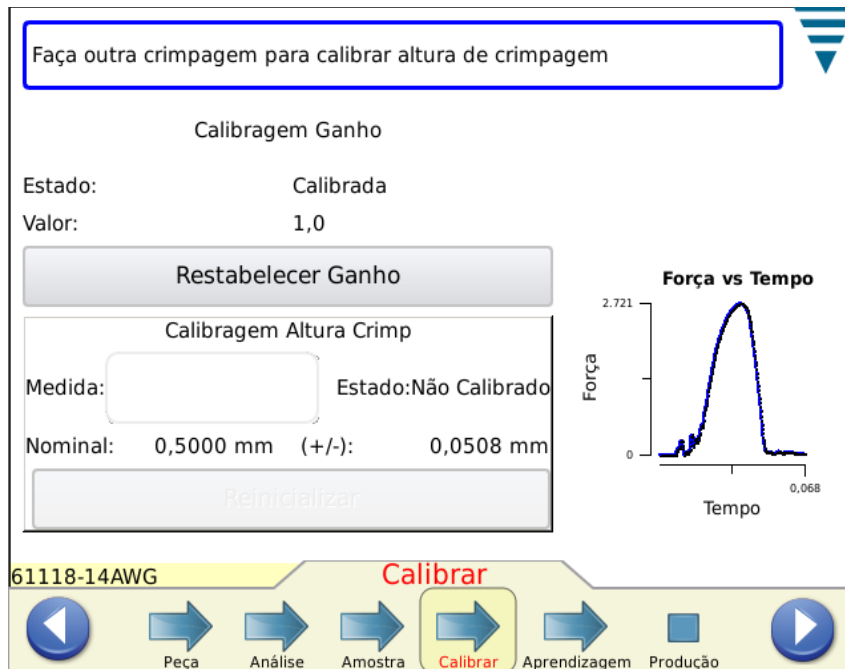 Faça outra crimpagem para calibrar altura de crimpagem
Calibragem Ganho
Estado: Calibrada
Valor: 1,0
Restabelecer Ganho
Calibragem Altura Crimp
Medida: Estado:Não Calibrado
Nominal: 0,5000 mm (+/-): 0,0508 mm
Reinicializar
Força vs Tempo
2.721
Força
0
0,068
Tempo
61118-14AWG
Calibrar
Peça Análise Amostra Calibrar Aprendizagem Produção